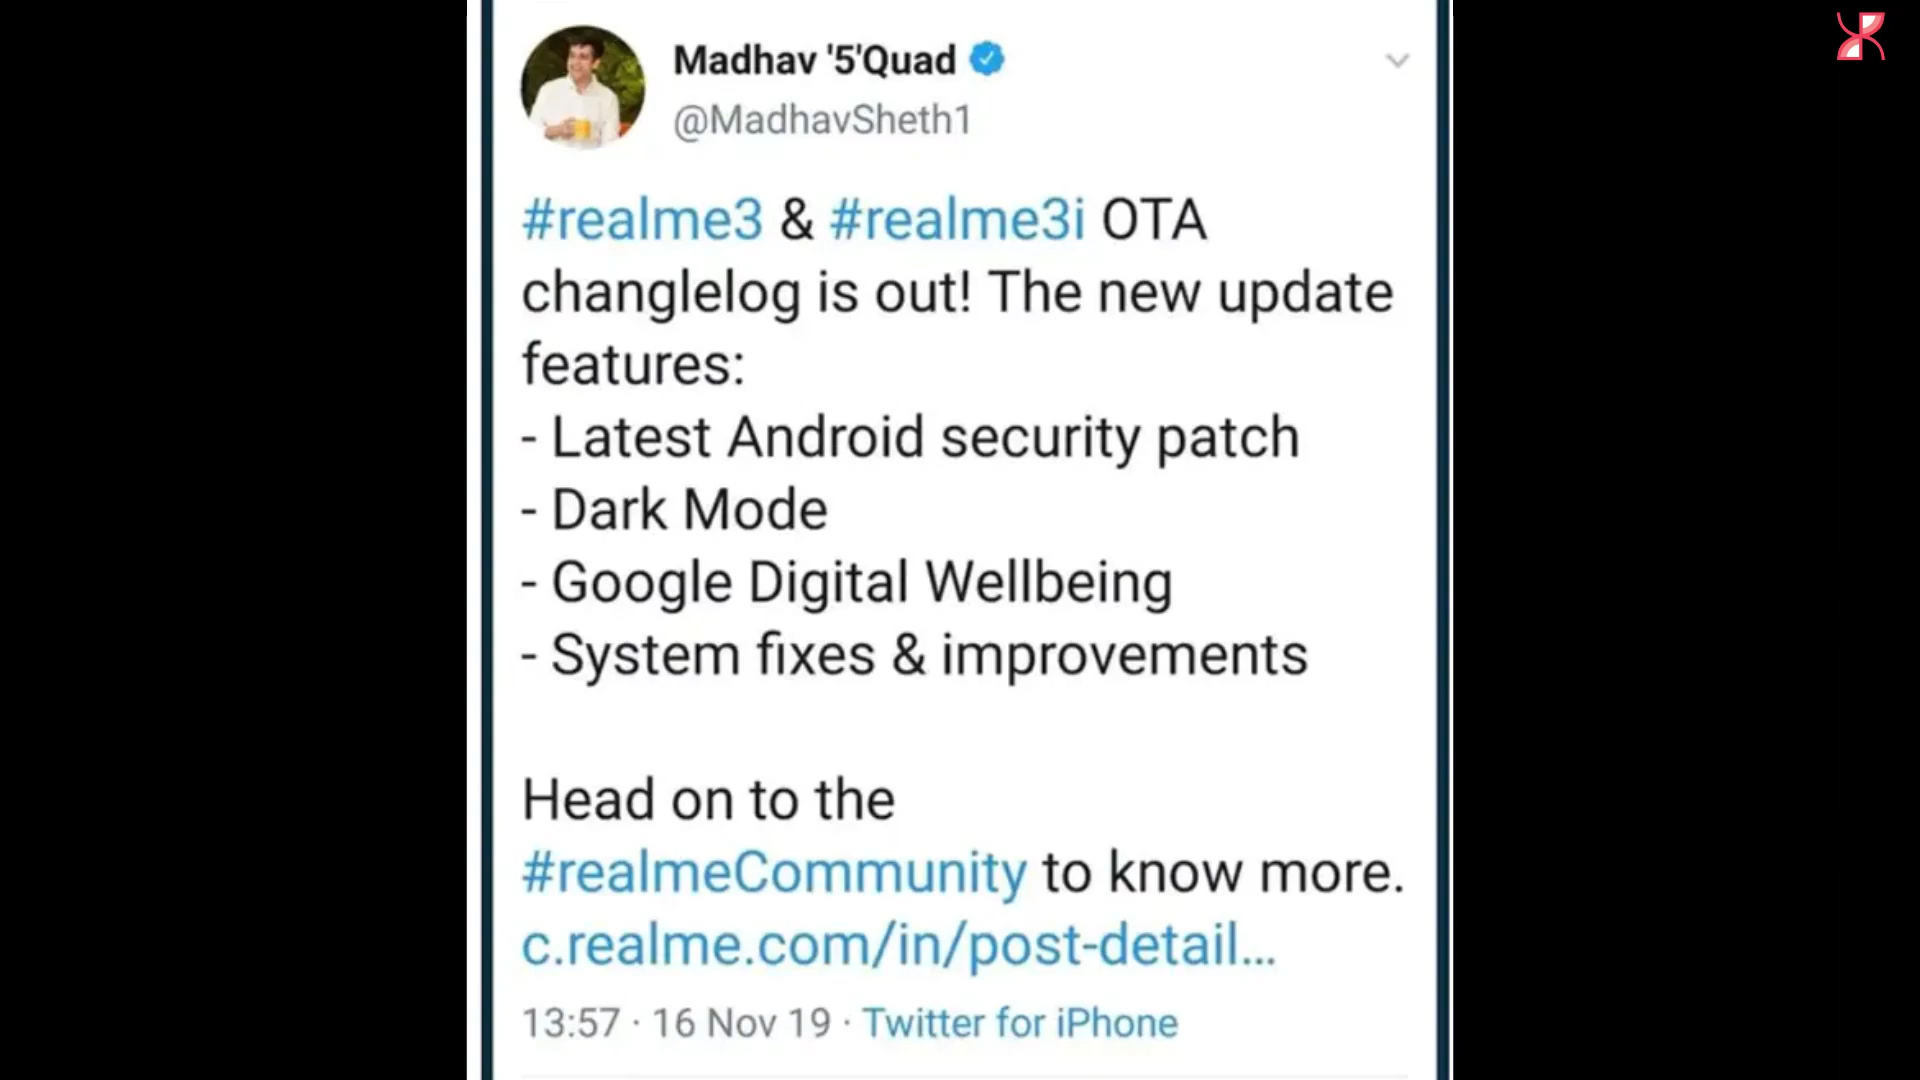 Madhav '5'Quad
@MadhavSheth1
#realme3 & #realme3i OTA
changlelog is out! The new update
features:
- Latest Android security patch
- Dark Mode
- Google Digital Wellbeing
- System fixes & improvements
Head on to the
#realmeCommunity to know more.
c.realme.com/in/post-detail...
13:57 · 16 Nov 19 · Twitter for iPhone